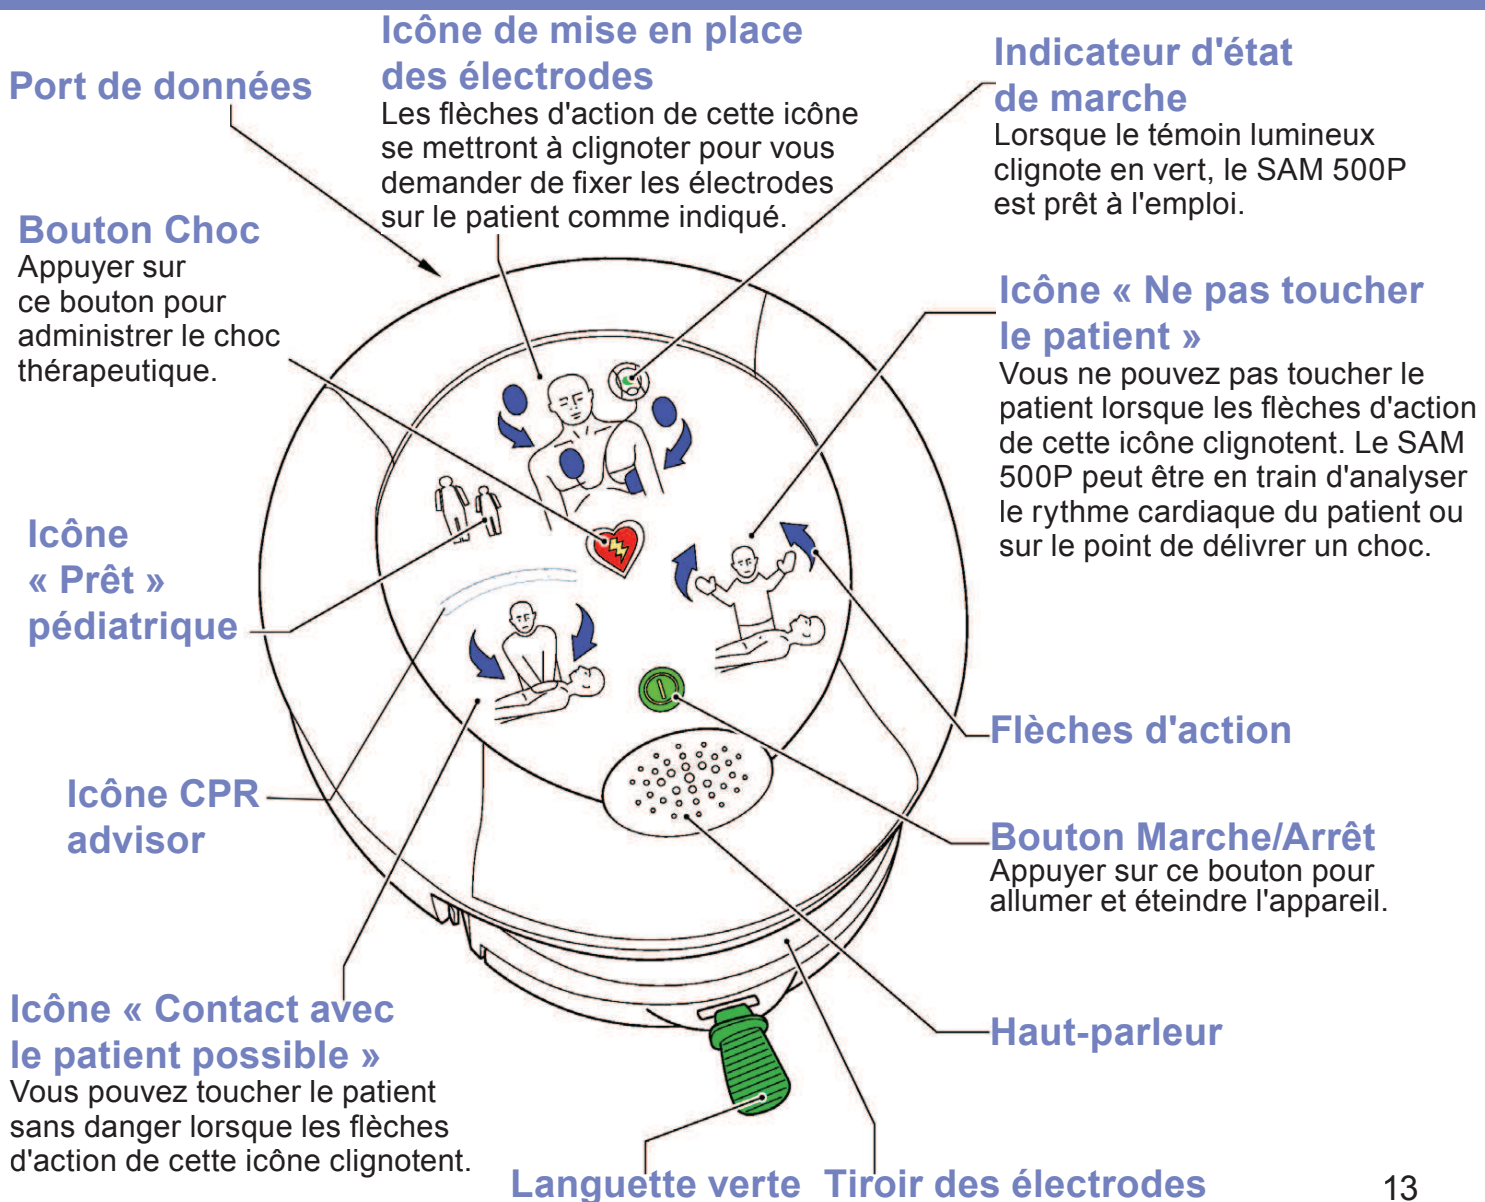 Port de données
Icône de mise en place
des électrodes
Les flèches d'action de cette icône
se mettront à clignoter pour vous
demander de fixer les électrodes
sur le patient comme indiqué.
Indicateur d'état
de marche
Lorsque le témoin lumineux
clignote en vert, le SAM 500P
est prêt à l'emploi.
Bouton Choc
Appuyer sur
ce bouton pour
administrer le choc
thérapeutique.
Icône « Ne pas toucher
le patient »
Vous ne pouvez pas toucher le
patient lorsque les flèches d'action
de cette icône clignotent. Le SAM
500P peut être en train d'analyser
le rythme cardiaque du patient ou
sur le point de délivrer un choc.
Icône
« Prêt »
pédiatrique
Flèches d'action
Icône CPR
advisor
Bouton Marche/Arrêt
Appuyer sur ce bouton pour
allumer et éteindre l'appareil.
Icône « Contact avec
le patient possible »
Vous pouvez toucher le patient
sans danger lorsque les flèches
d'action de cette icône clignotent.
Haut-parleur
Languette verte
Tiroir des électrodes
13